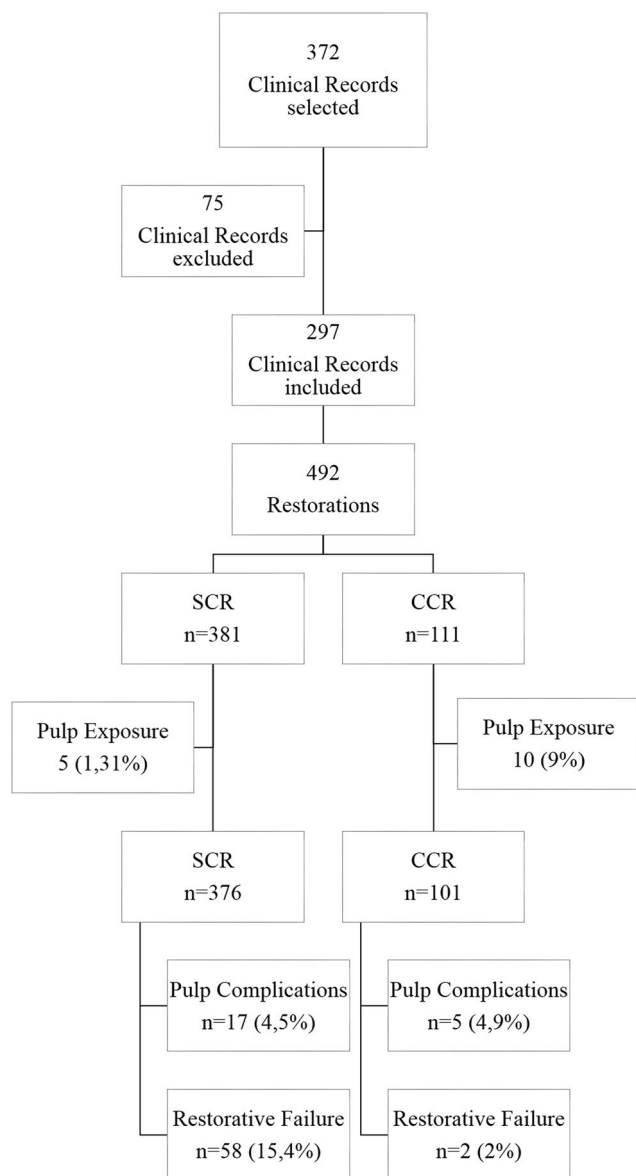 372
Clinical Records
selected
75
Clinical Records
excluded
297
Clinical Records
included
492
Restorations
SCR
n=381
CCR
n=111
Pulp Exposure
5 (1,31%)
Pulp Exposure
10 (9%)
SCR
n=376
CCR
n=101
Pulp Complications
n=17 (4,5%)
Pulp Complications
n=5 (4,9%)
Restorative Failure
n=58 (15,4%)
Restorative Failure
n=2 (2%)